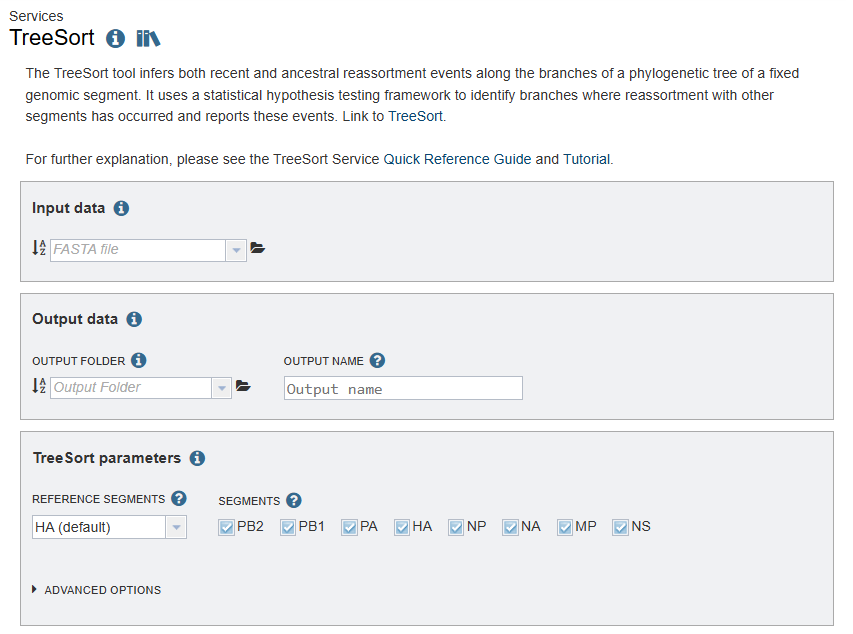 Services
TreeSort
The TreeSort tool infers both recent and ancestral reassortment events along the branches of a phylogenetic tree of a fixed
genomic segment. It uses a statistical hypothesis testing framework to identify branches where reassortment with other
segments has occurred and reports these events. Link to TreeSort.
For further explanation, please see the TreeSort Service Quick Reference Guide and Tutorial.
Input data
FASTA file
Output data
OUTPUT FOLDER
OUTPUT NAME
Output Folder
Output name
TreeSort parameters
REFERENCE SEGMENTS
SEGMENTS
HA (default)
PB2 PB1 PA HA NP NA MP NS
ADVANCED OPTIONS